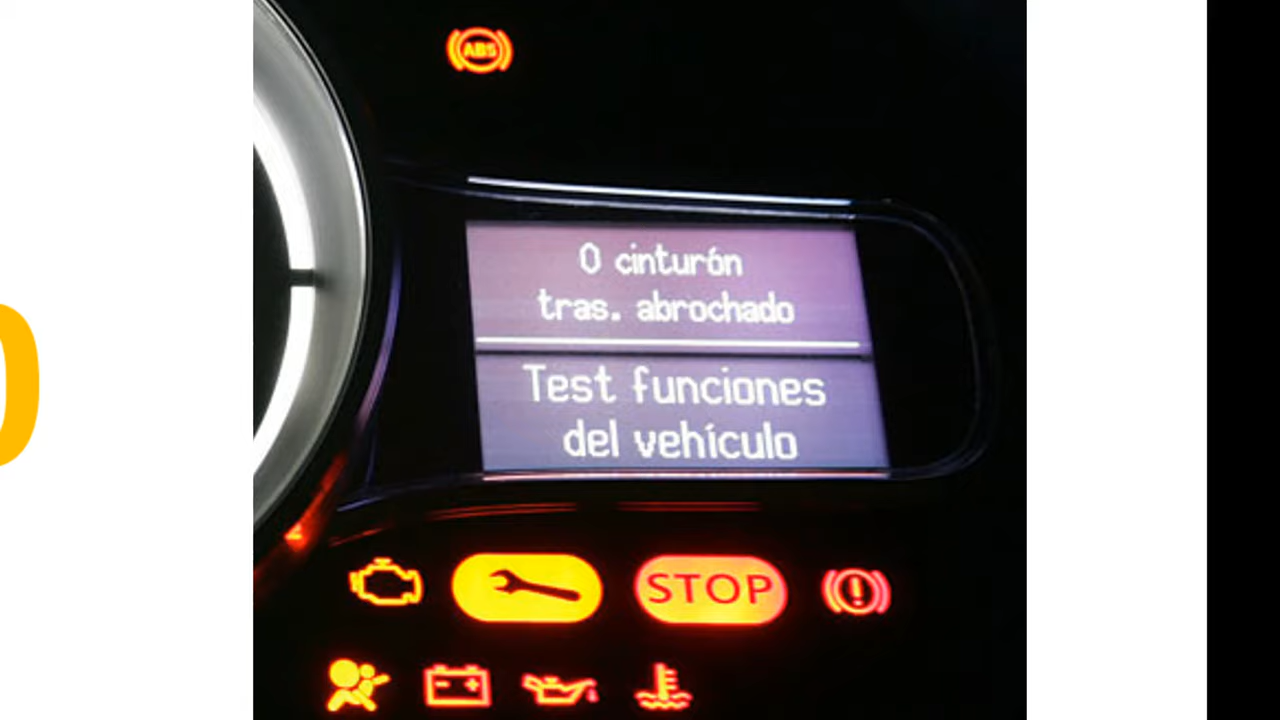 ABS
0 cinturón
tras. abrochado
Test funciones
del vehículo
STOP